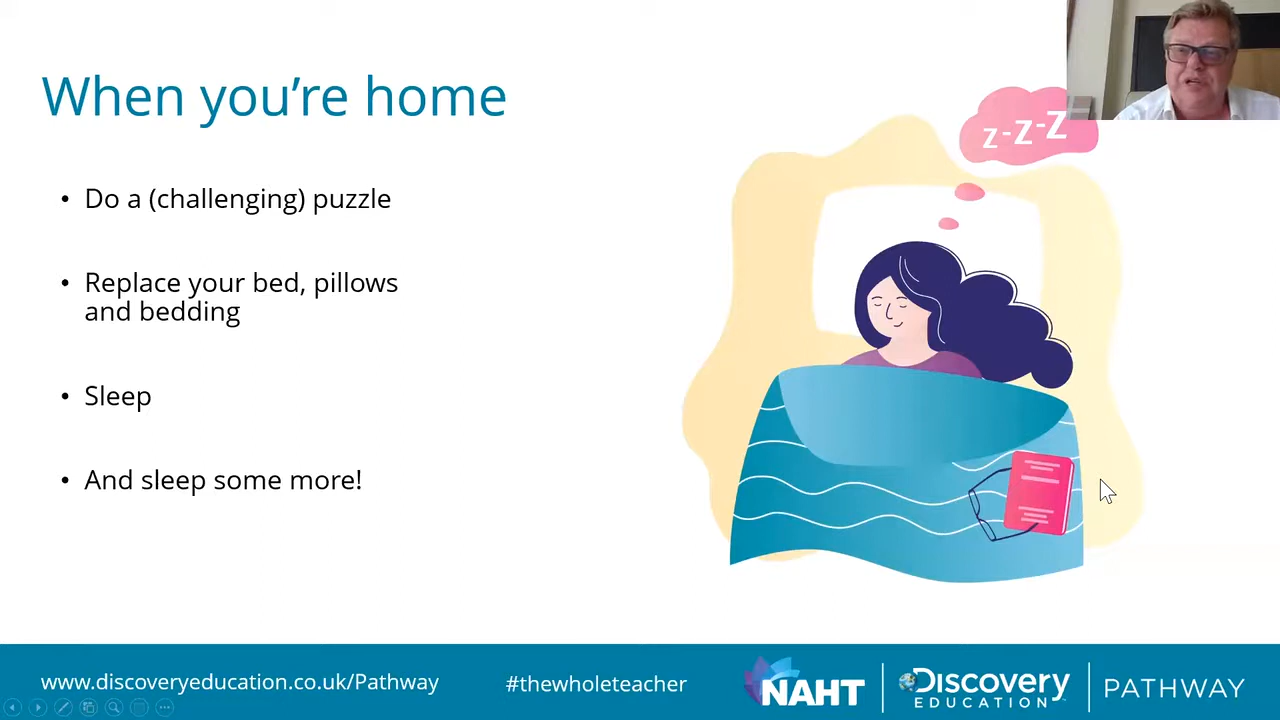 When you're home
z-z-z
• Do a (challenging) puzzle
• Replace your bed, pillows
and bedding
• Sleep
• And sleep some more!
www.discoveryeducation.co.uk/Pathway
#thewholeteacher
NAHT
Discovery
EDUCATION
PATHWAY